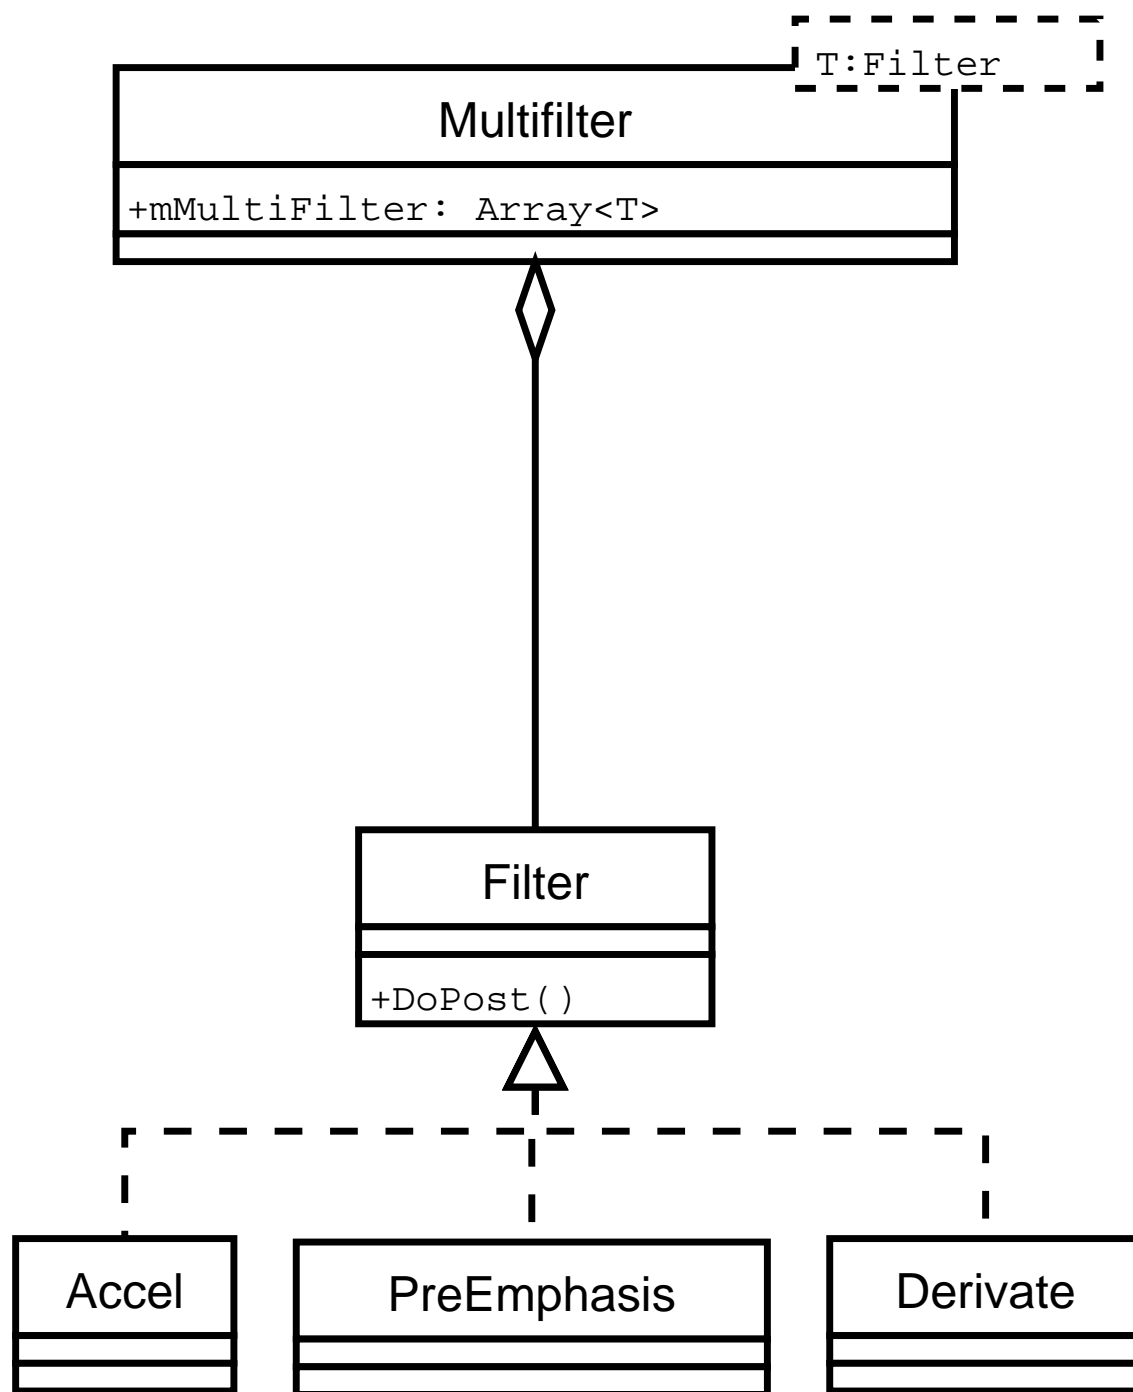 T:Filter
Multifilter
+mMultiFilter: Array<T>
Filter
+DoPost()
Accel
PreEmphasis
Derivate